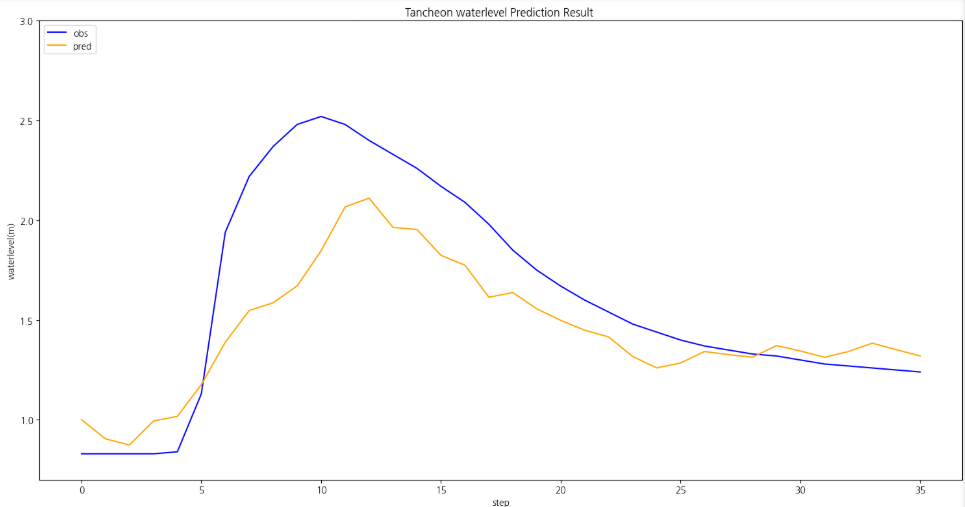 Tancheon waterlevel Prediction Result
obs
pred
3.0
2.5
2.0
1.5
1.0
waterlevel(m)
0 5 10 15 20 25 30 35
step